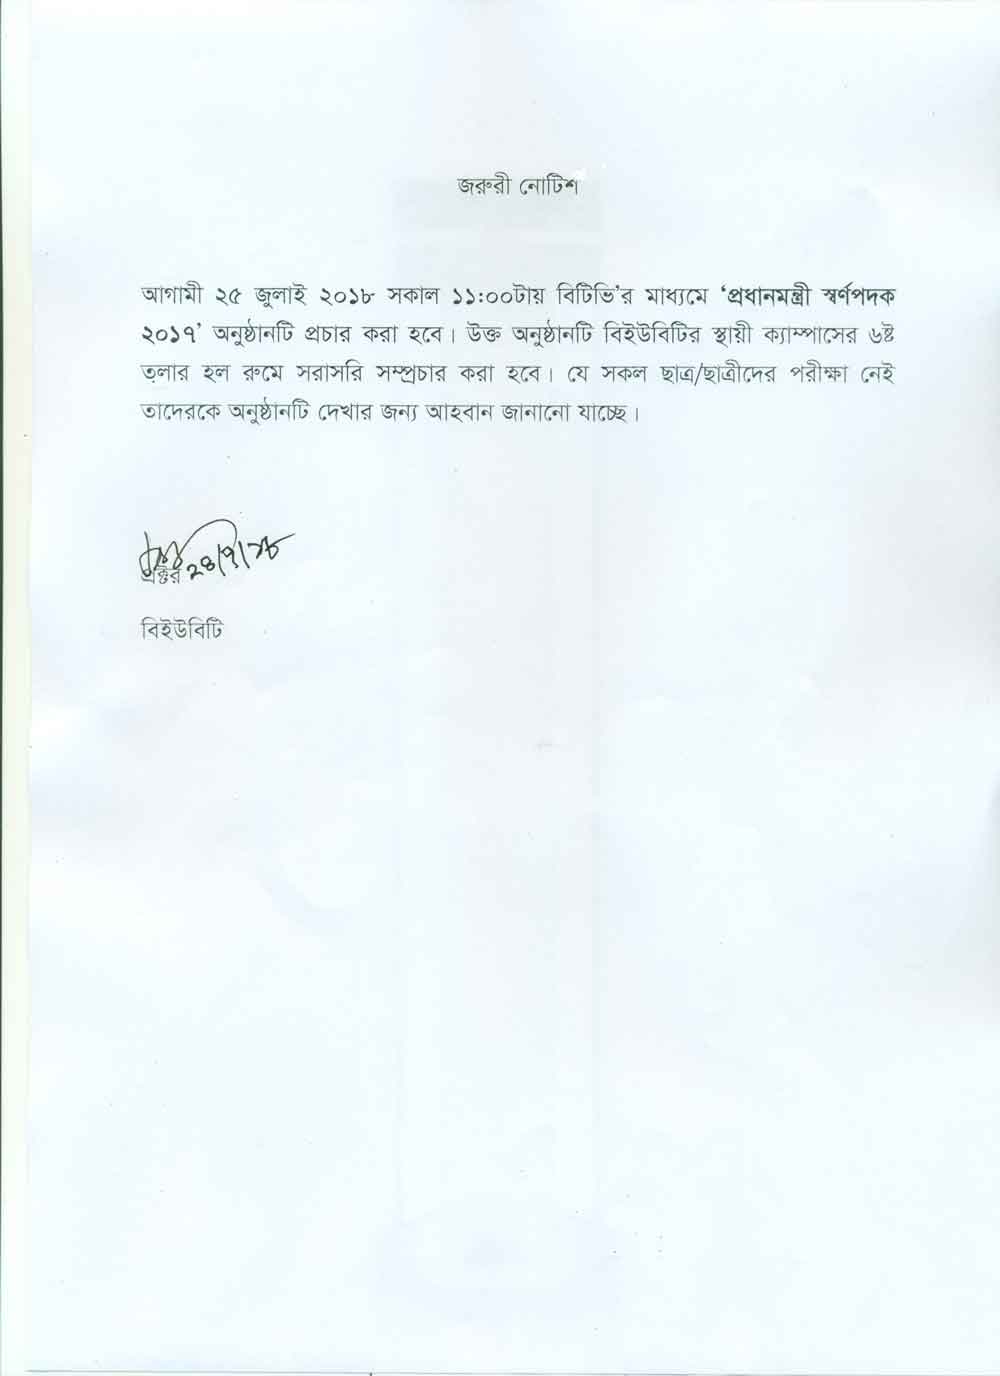 জরুরী নোটিশ
আগামী ২৫ জুলাই ২০১৮ সকাল ১১:০০টায় বিটিভি’র মাধ্যমে ‘প্রধানমন্ত্রী স্বর্ণপদক
২০১৭’ অনুষ্ঠানটি প্রচার করা হবে। উক্ত অনুষ্ঠানটি বিইউবিটির স্থায়ী ক্যাম্পাসের ৬ষ্ট
তলার হল রুমে সরাসরি সম্প্রচার করা হবে। যে সকল ছাত্র/ছাত্রীদের পরীক্ষা নেই
তাদেরকে অনুষ্ঠানটি দেখার জন্য আহবান জানানো যাচ্ছে।
২৪/৭/১৮
প্রক্টর
বিইউবিটি